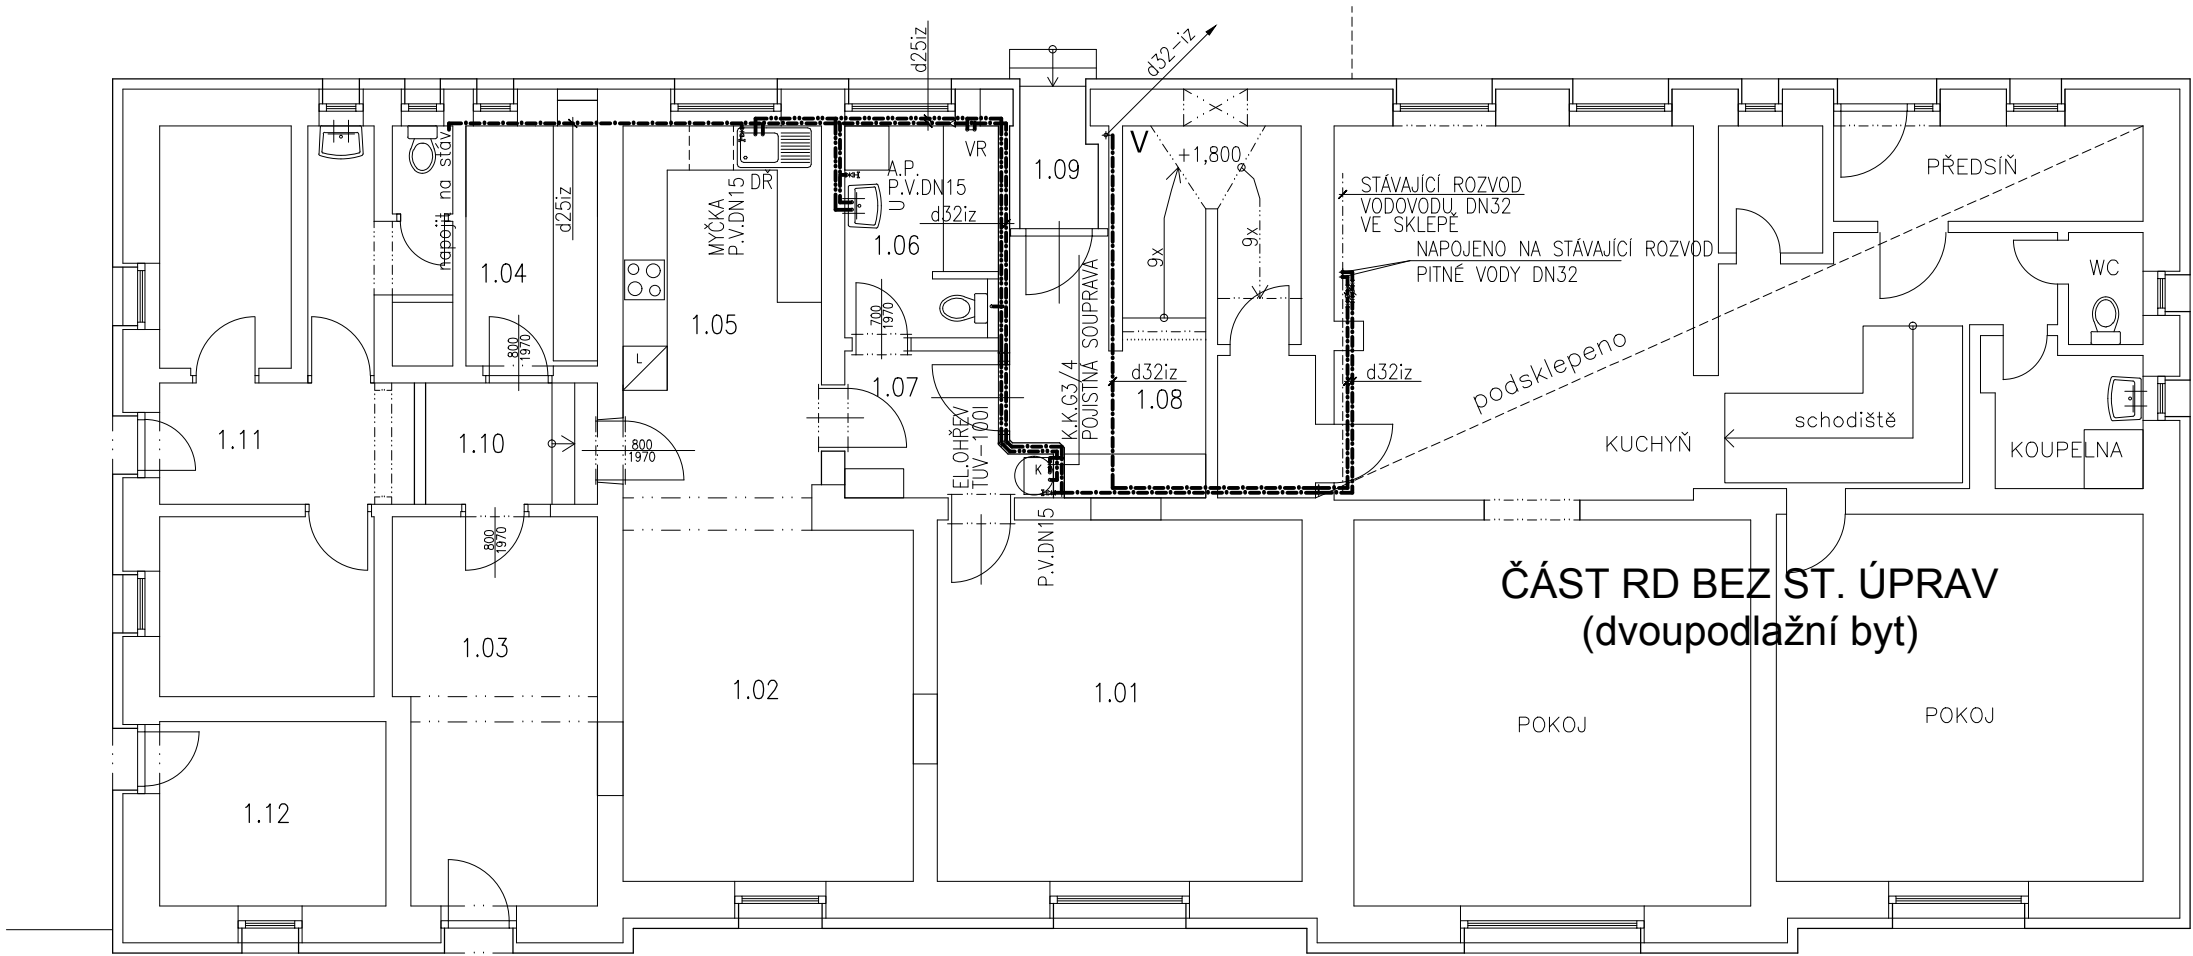 d25iz
d32-iz
napojit na stáv.
d25iz
1.04
MYČKA
P.V.DN15
DŘ
A.P.
P.V.DN15
U
VR
d32iz
1.06
1.09
V
+1,800
9x
9x
STÁVAJÍCÍ ROZVOD
VODOVODU DN32
VE SKLEPĚ
NAPOJENO NA STÁVAJÍCÍ ROZVOD
PITNÉ VODY DN32
PŘEDSÍŇ
WC
1.05
L
700
1970
800
1970
1.07
K.K.G3/4
POJISTNÁ SOUPRAVA
d32iz
1.08
d32iz
podsklepeno
schodiště
KUCHYŇ
KOUPELNA
1.11
1.10
800
1970
EL.OHŘEV
TUV-100l
K
P.V.DN15
800
1970
1.03
1.02
1.01
ČÁST RD BEZ ST. ÚPRAV
(dvoupodlažní byt)
POKOJ
POKOJ
1.12